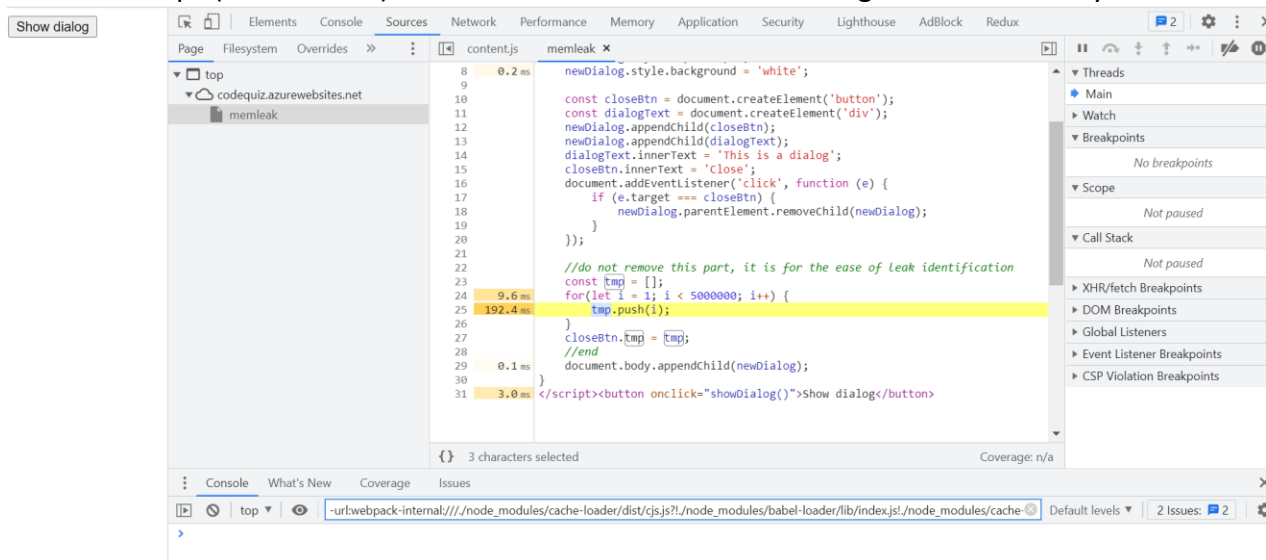 Show dialog
Elements Console Sources Network Performance Memory Application Security Lighthouse AdBlock Redux 2
Page Filesystem Overrides » content.js memleak ×
top
codequiz.azurewebsites.net
memleak
8 0.2 ms newDialog.style.background = 'white';
9
10 const closeBtn = document.createElement('button');
11 const dialogText = document.createElement('div');
12 newDialog.appendChild(closeBtn);
13 newDialog.appendChild(dialogText);
14 dialogText.innerText = 'This is a dialog';
15 closeBtn.innerText = 'Close';
16 document.addEventListener('click', function (e) {
17 if (e.target === closeBtn) {
18 newDialog.parentElement.removeChild(newDialog);
19 }
20 });
21
22 //do not remove this part, it is for the ease of leak identification
23 const tmp = [];
24 9.6 ms for(let i = 1; i < 5000000; i++) {
25 192.4 ms tmp.push(i);
26 }
27 closeBtn.tmp = tmp;
28 //end
29 0.1 ms document.body.appendChild(newDialog);
30 }
31 3.0 ms </script><button onclick="showDialog()">Show dialog</button>
{} 3 characters selected Coverage: n/a
Threads
Main
Watch
Breakpoints
No breakpoints
Scope
Not paused
Call Stack
Not paused
XHR/fetch Breakpoints
DOM Breakpoints
Global Listeners
Event Listener Breakpoints
CSP Violation Breakpoints
Console What's New Coverage Issues
top -url:webpack-internal:///./node_modules/cache-loader/dist/cjs.js?!./node_modules/babel-loader/lib/index.js!./node_modules/cache- Default levels 2 Issues: 2